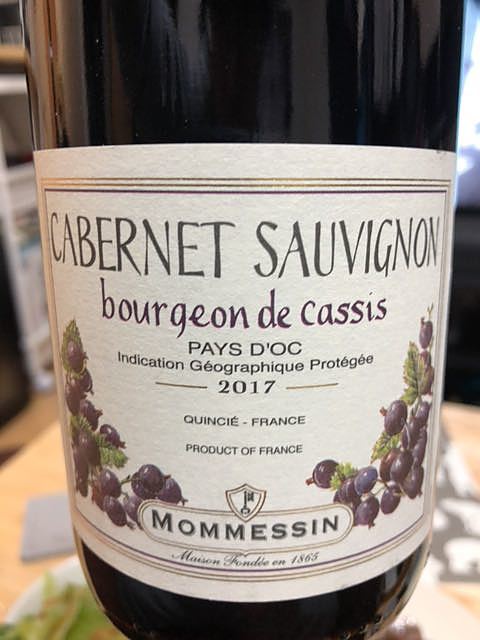 CABERNET SAUVIGNON
bourgeon de cassis
PAYS D'OC
Indication Géographique Protégée
2017
QUINCIÉ - FRANCE
PRODUCT OF FRANCE
MOMMESSIN
Maison Fondée en 1865